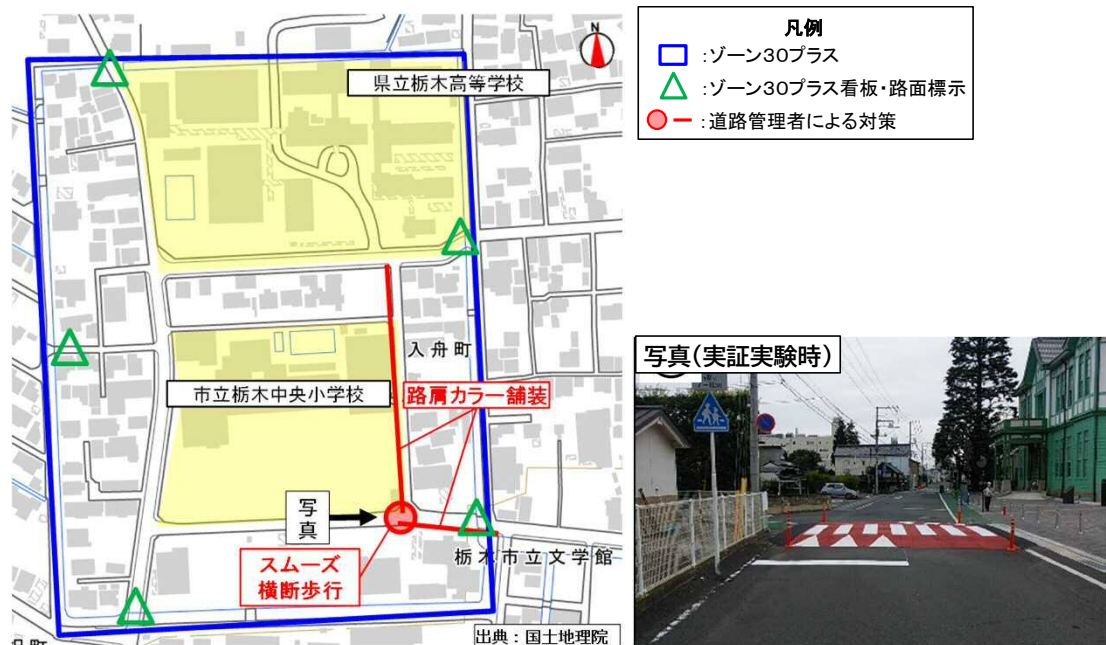 N
県立栃木高等学校
入舟町
路肩カラー舗装
市立栃木中央小学校
写真
スムーズ
横断歩行
栃木市立文学館
出典：国土地理院
凡例
:ゾーン30プラス
:ゾーン30プラス看板・路面標示
:道路管理者による対策
写真(実証実験時)